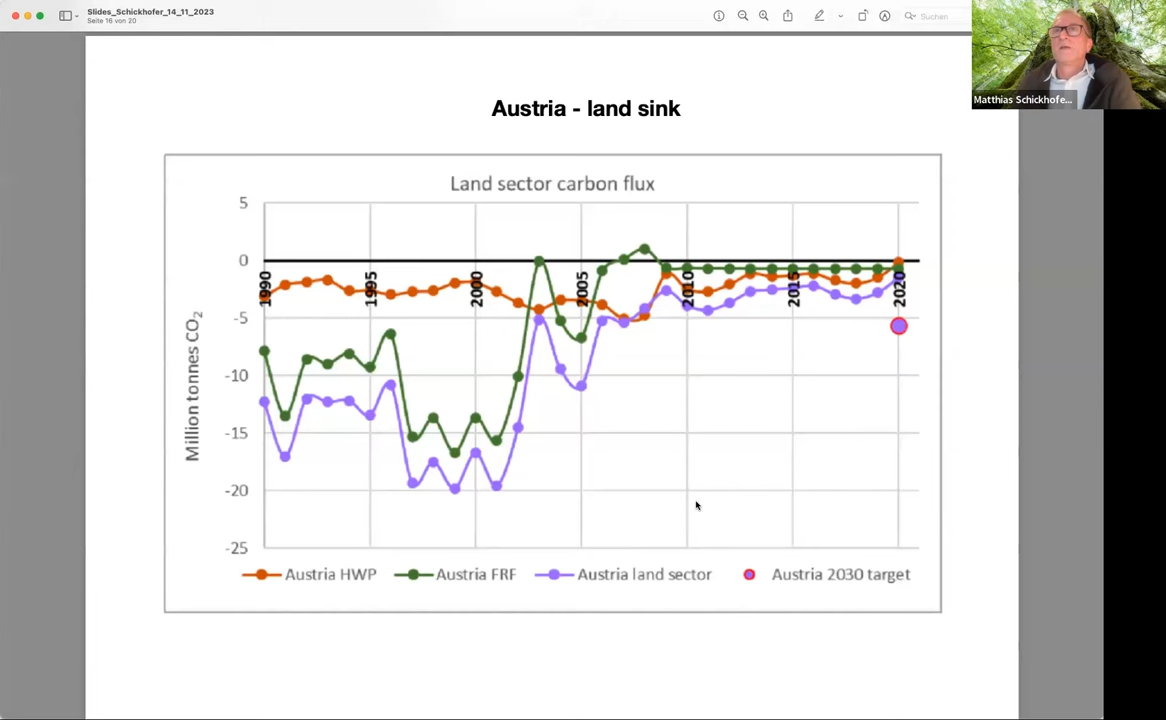 Slides_Schickhofer_14_11_2023
Seite 16 von 20
Suchen
Matthias Schickhofe...
Austria - land sink
Land sector carbon flux
5
0
-5
-10
-15
-20
-25
Million tonnes CO₂
1990
1995
2000
2005
2010
2015
2020
Austria HWP
Austria FRF
Austria land sector
Austria 2030 target